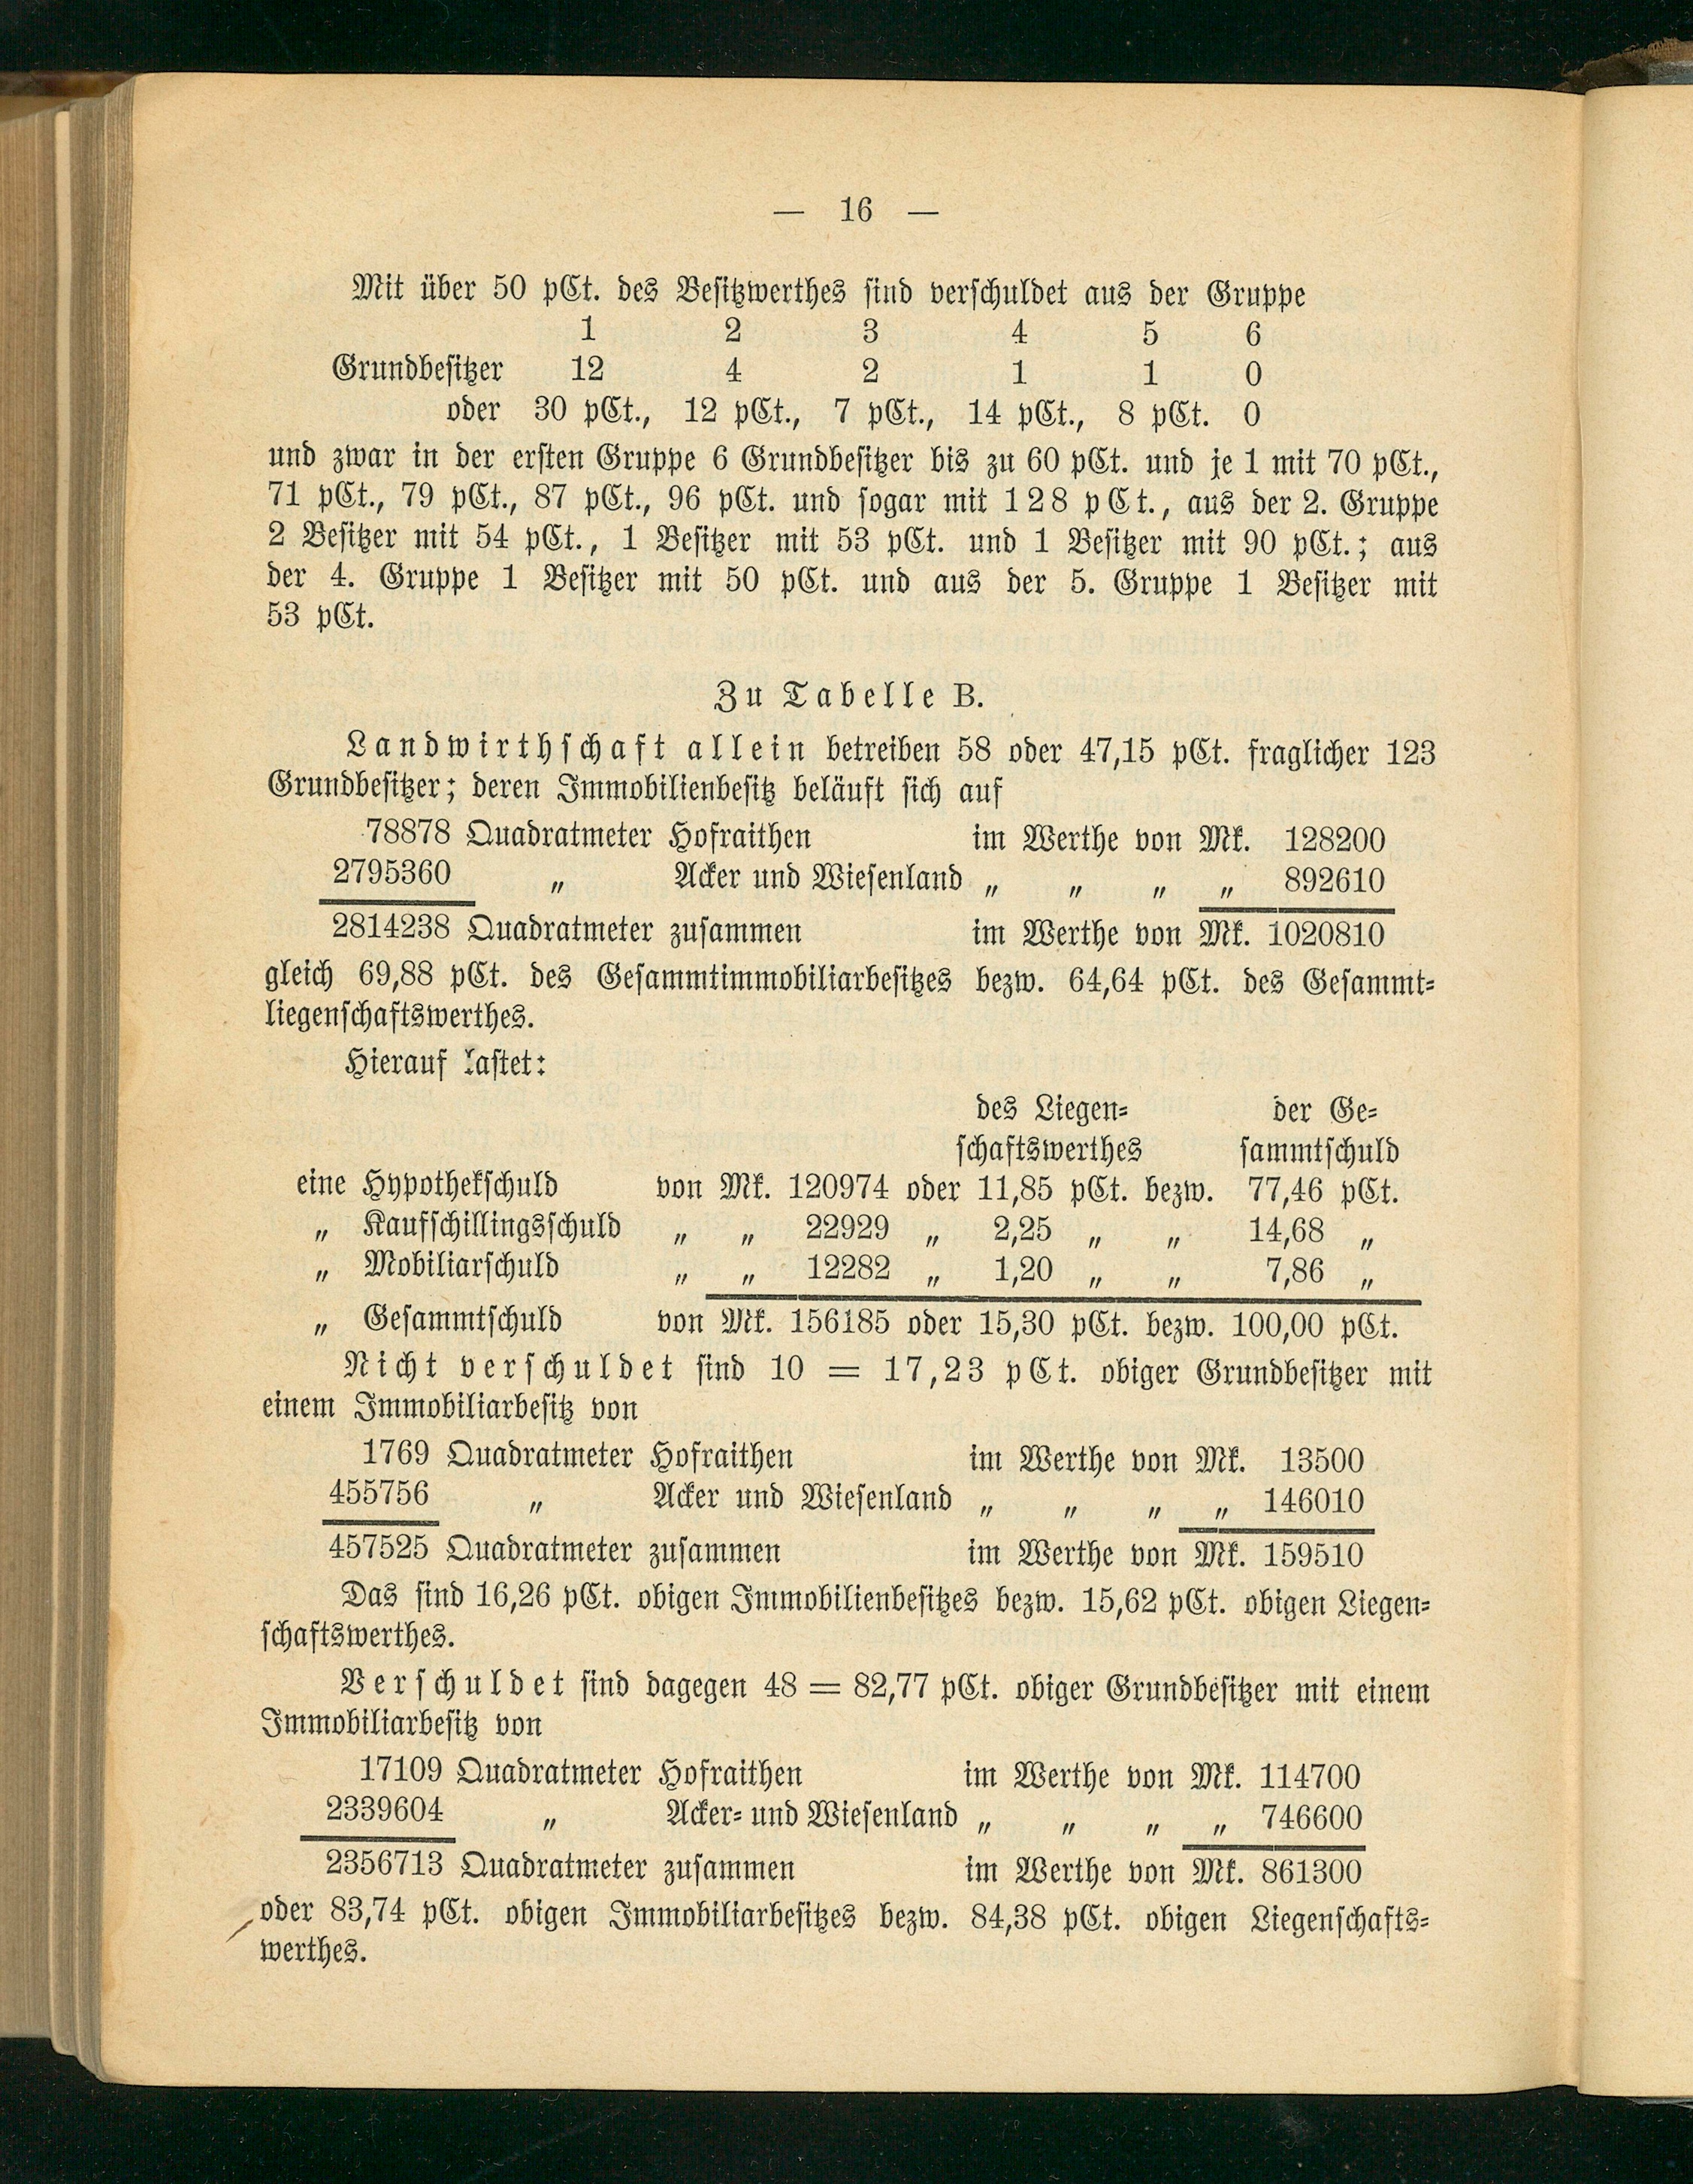 — 16 —
Mit über 50 pCt. des Besitzwerthes sind verschuldet aus der Gruppe
1 2 3 4 5 6
Grundbesitzer 12 4 2 1 1 0
oder 30 pCt., 12 pCt., 7 pCt., 14 pCt., 8 pCt. 0
und zwar in der ersten Gruppe 6 Grundbesitzer bis zu 60 pCt. und je 1 mit 70 pCt.,
71 pCt., 79 pCt., 87 pCt., 96 pCt. und sogar mit 128 pCt., aus der 2. Gruppe
2 Besitzer mit 54 pCt., 1 Besitzer mit 53 pCt. und 1 Besitzer mit 90 pCt.; aus
der 4. Gruppe 1 Besitzer mit 50 pCt. und aus der 5. Gruppe 1 Besitzer mit
53 pCt.
Zu Tabelle B.
Landwirthschaft allein betreiben 58 oder 47,15 pCt. fraglicher 123
Grundbesitzer; deren Immobilienbesitz beläuft sich auf
78878 Quadratmeter Hofraithen im Werthe von Mk. 128200
2795360 „ Acker und Wiesenland „ „ „ „ 892610
2814238 Quadratmeter zusammen im Werthe von Mk. 1020810
gleich 69,88 pCt. des Gesammtimmobiliarbesitzes bezw. 64,64 pCt. des Gesammt-
liegenschaftswerthes.
Hierauf lastet:
des Liegen- der Ge-
schaftswerthes sammtschuld
eine Hypothekschuld von Mk. 120974 oder 11,85 pCt. bezw. 77,46 pCt.
„ Kaufschillingsschuld „ „ 22929 „ 2,25 „ „ 14,68 „
„ Mobiliarschuld „ „ 12282 „ 1,20 „ „ 7,86 „
„ Gesammtschuld von Mk. 156185 oder 15,30 pCt. bezw. 100,00 pCt.
Nicht verschuldet sind 10 = 17,23 pCt. obiger Grundbesitzer mit
einem Immobiliarbesitz von
1769 Quadratmeter Hofraithen im Werthe von Mk. 13500
455756 „ Acker und Wiesenland „ „ „ „ 146010
457525 Quadratmeter zusammen im Werthe von Mk. 159510
Das sind 16,26 pCt. obigen Immobilienbesitzes bezw. 15,62 pCt. obigen Liegen-
schaftswerthes.
Verschuldet sind dagegen 48 = 82,77 pCt. obiger Grundbesitzer mit einem
Immobiliarbesitz von
17109 Quadratmeter Hofraithen im Werthe von Mk. 114700
2339604 „ Acker- und Wiesenland „ „ „ „ 746600
2356713 Quadratmeter zusammen im Werthe von Mk. 861300
oder 83,74 pCt. obigen Immobiliarbesitzes bezw. 84,38 pCt. obigen Liegenschafts-
werthes.